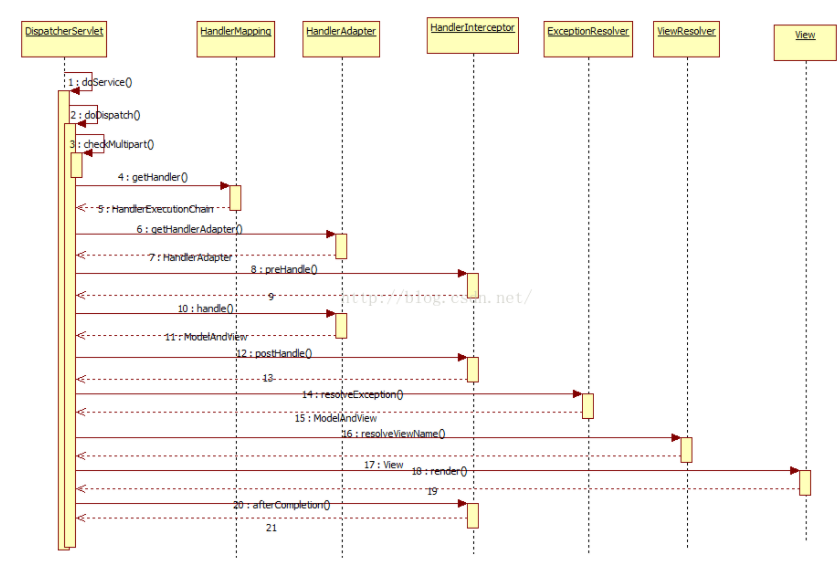 DispatcherServlet
HandlerMapping
HandlerAdapter
HandlerInterceptor
ExceptionResolver
ViewResolver
View
1 : doService()
2 : doDispatch()
3 : checkMultipart()
4 : getHandler()
5 : HandlerExecutionChain
6 : getHandlerAdapter()
7 : HandlerAdapter
8 : preHandle()
9
http://blog.csdn.net/
10 : handle()
11 : ModelAndView
12 : postHandle()
13
14 : resolveException()
15 : ModelAndView
16 : resolveViewName()
17 : View
18 : render()
19
20 : afterCompletion()
21